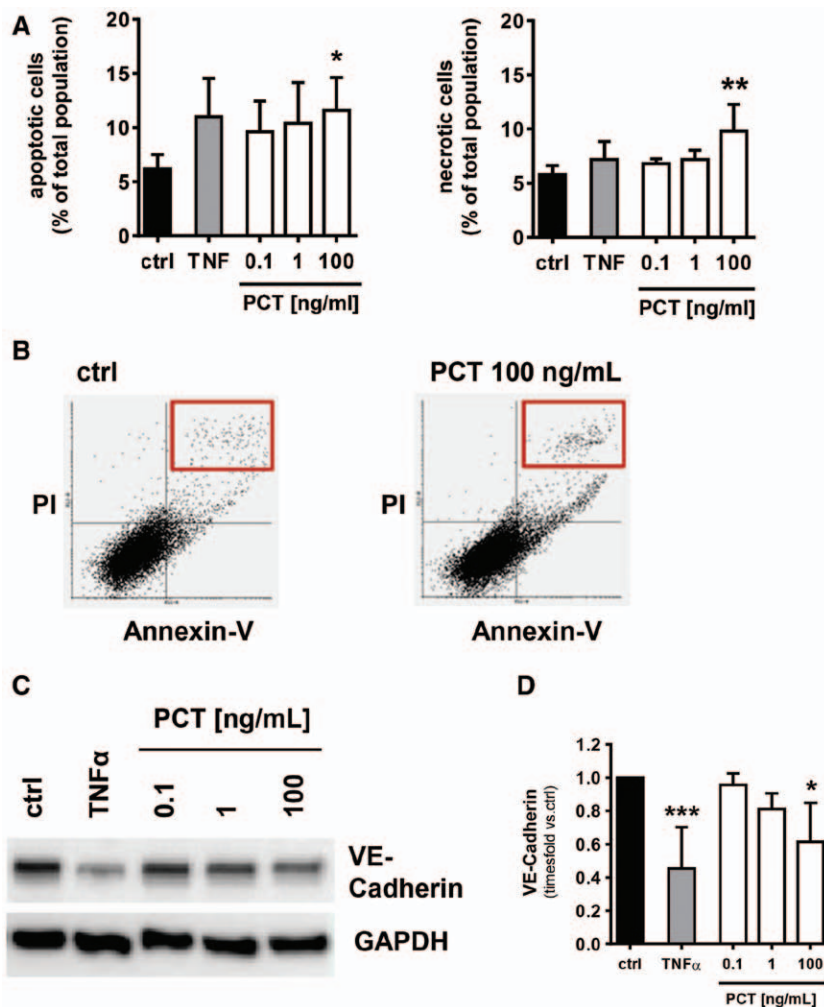 A
apoptotic cells
(% of total population)
20
15
10
5
0
*
ctrl TNF 0.1 1 100
PCT [ng/ml]
necrotic cells
(% of total population)
20
15
10
5
0
**
ctrl TNF 0.1 1 100
PCT [ng/ml]
B
ctrl
PI
Annexin-V
PCT 100 ng/mL
PI
Annexin-V
C
PCT [ng/mL]
ctrl TNFα 0.1 1 100
VE-
Cadherin
GAPDH
D
VE-Cadherin
(timesfold vs.ctrl)
1.2
1.0
0.8
0.6
0.4
0.2
0.0
***
*
ctrl TNFα 0.1 1 100
PCT [ng/mL]